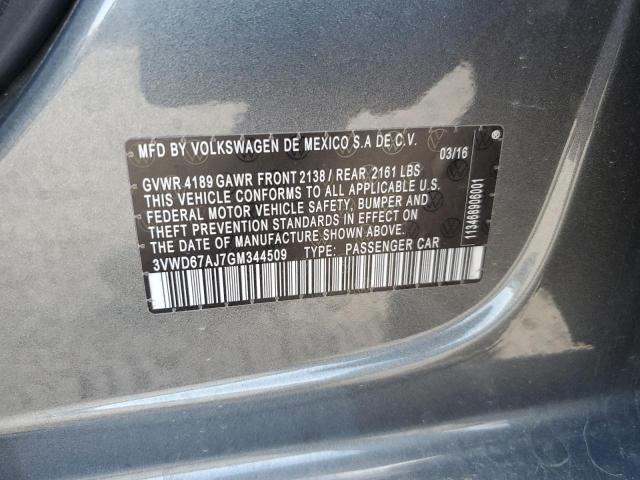 MFD BY VOLKSWAGEN DE MEXICO S.A DE C.V.
03/16
GVWR 4189 GAWR FRONT 2138 / REAR 2161 LBS
THIS VEHICLE CONFORMS TO ALL APPLICABLE U.S.
FEDERAL MOTOR VEHICLE SAFETY, BUMPER AND
THEFT PREVENTION STANDARDS IN EFFECT ON
THE DATE OF MANUFACTURE SHOWN ABOVE.
3VWD67AJ7GM344509 TYPE: PASSENGER CAR
113468906001
®